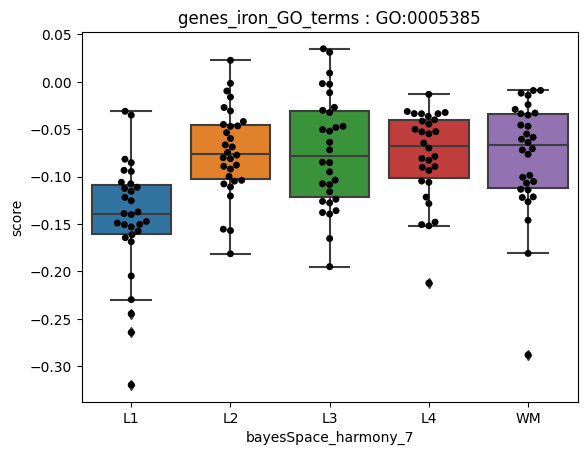 genes_iron_GO_terms : GO:0005385
0.05
0.00
−0.05
−0.10
−0.15
−0.20
−0.25
−0.30
score
L1 L2 L3 L4 WM
bayesSpace_harmony_7